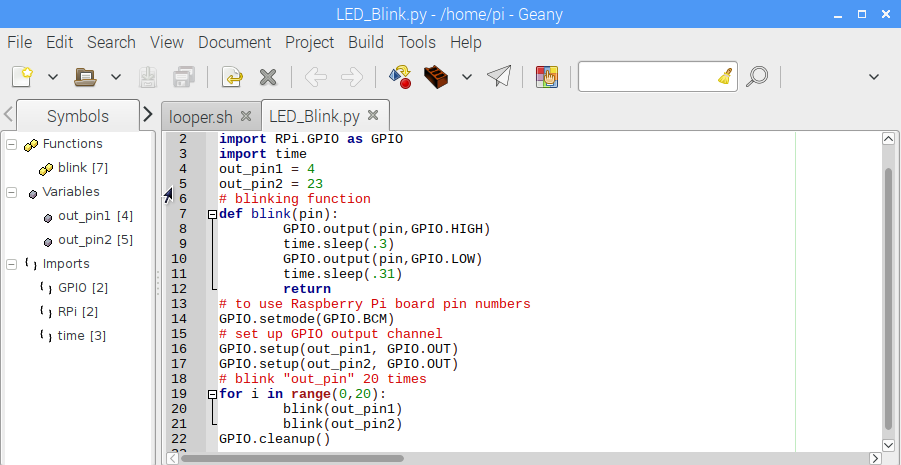 LED_Blink.py - /home/pi - Geany
File Edit Search View Document Project Build Tools Help
Symbols
looper.sh
LED_Blink.py
Functions
blink [7]
Variables
out_pin1 [4]
out_pin2 [5]
Imports
GPIO [2]
RPi [2]
time [3]
2 import RPi.GPIO as GPIO
3 import time
4 out_pin1 = 4
5 out_pin2 = 23
6 # blinking function
7 def blink(pin):
8 GPIO.output(pin,GPIO.HIGH)
9 time.sleep(.3)
10 GPIO.output(pin,GPIO.LOW)
11 time.sleep(.31)
12 return
13 # to use Raspberry Pi board pin numbers
14 GPIO.setmode(GPIO.BCM)
15 # set up GPIO output channel
16 GPIO.setup(out_pin1, GPIO.OUT)
17 GPIO.setup(out_pin2, GPIO.OUT)
18 # blink "out_pin" 20 times
19 for i in range(0,20):
20 blink(out_pin1)
21 blink(out_pin2)
22 GPIO.cleanup()